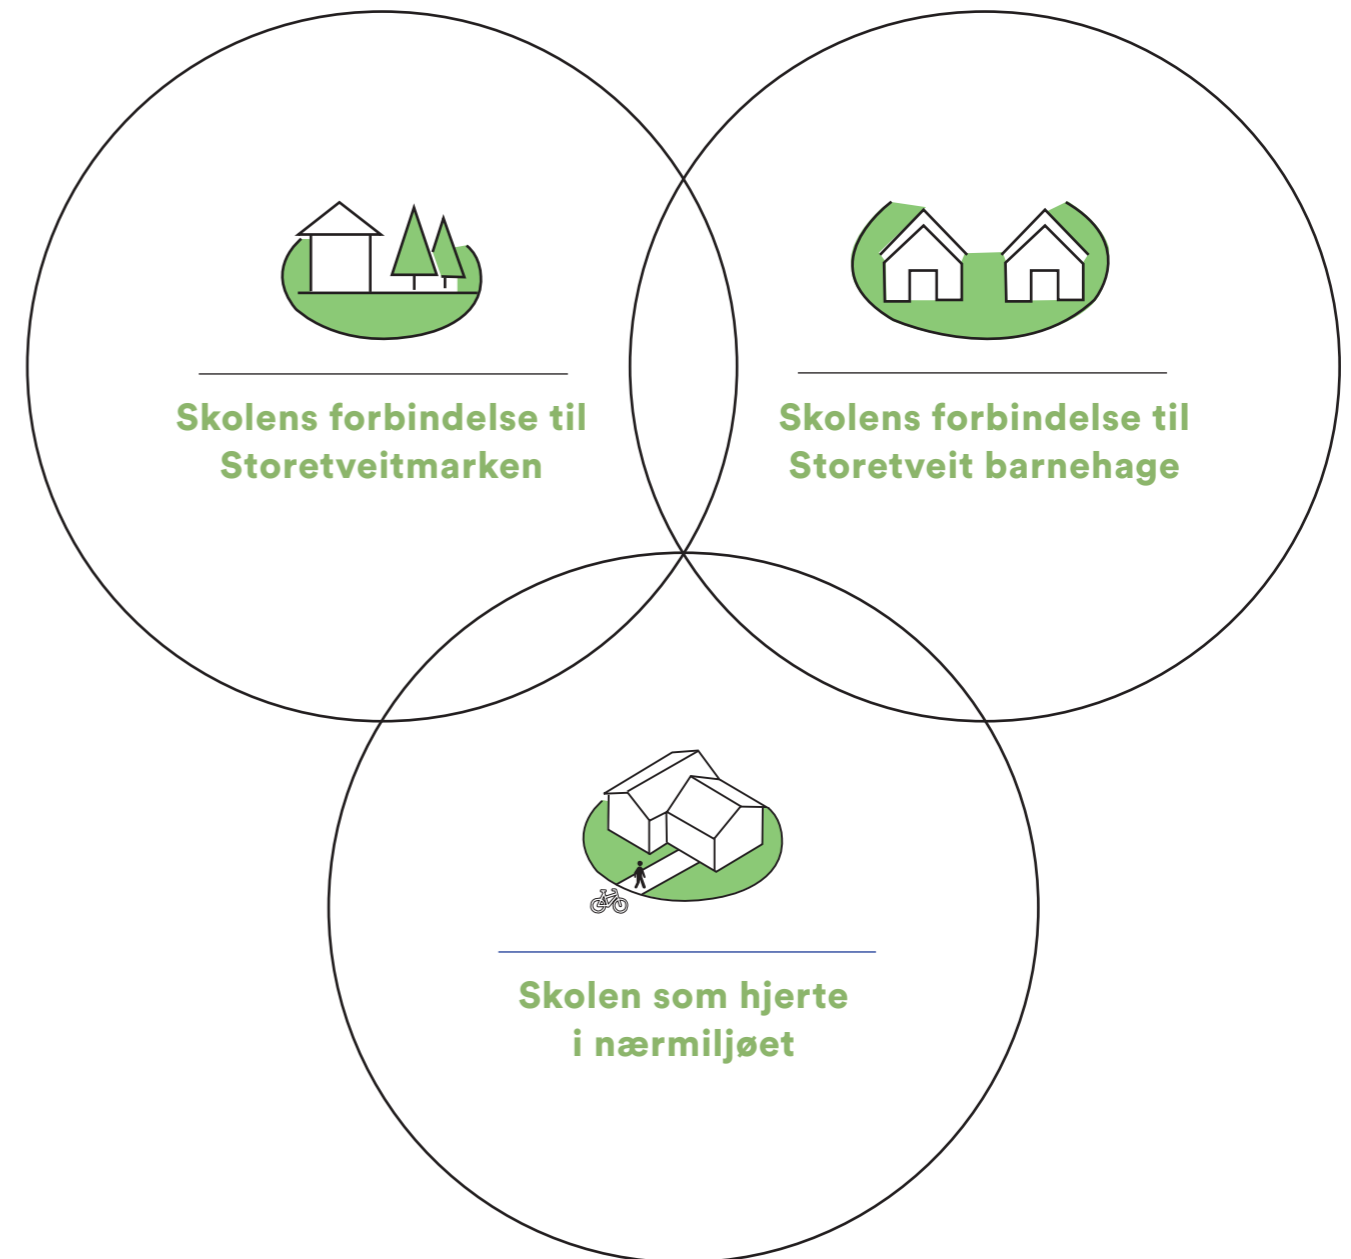 Skolens forbindelse til
Storetveitmarken
Skolens forbindelse til
Storetveit barnehage
Skolen som hjerte
i nærmiljøet